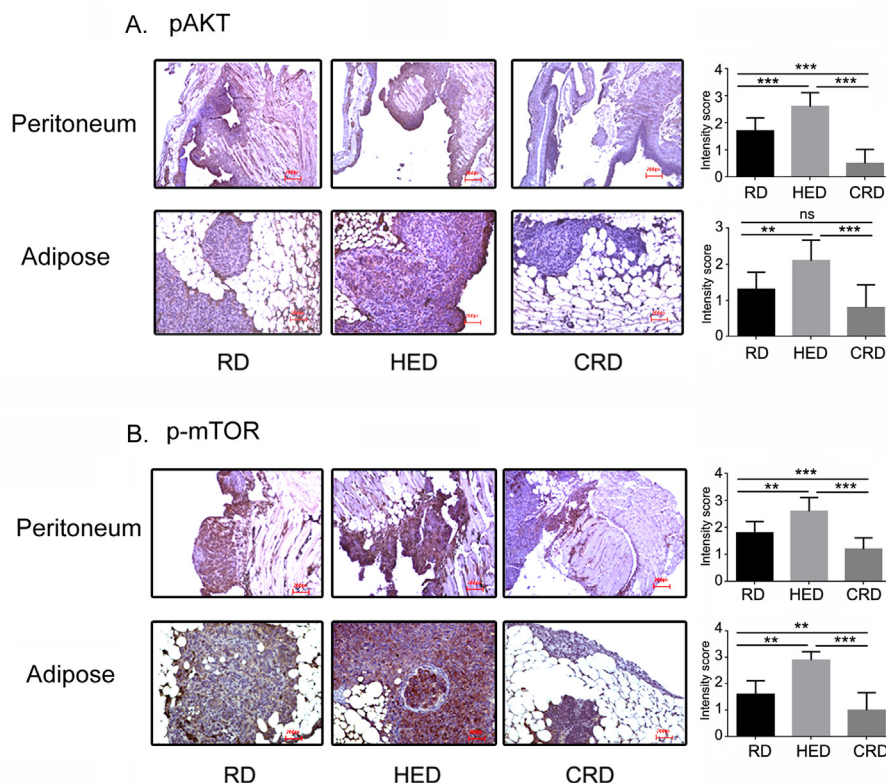 A. pAKT
Peritoneum
Adipose
RD HED CRD
Intensity score
4
3
2
1
0
*** *** ***
RD HED CRD
Intensity score
3
2
1
0
ns ** ***
RD HED CRD
B. p-mTOR
Peritoneum
Adipose
RD HED CRD
Intensity score
4
3
2
1
0
*** ** ***
RD HED CRD
Intensity score
4
3
2
1
0
** ** ***
RD HED CRD